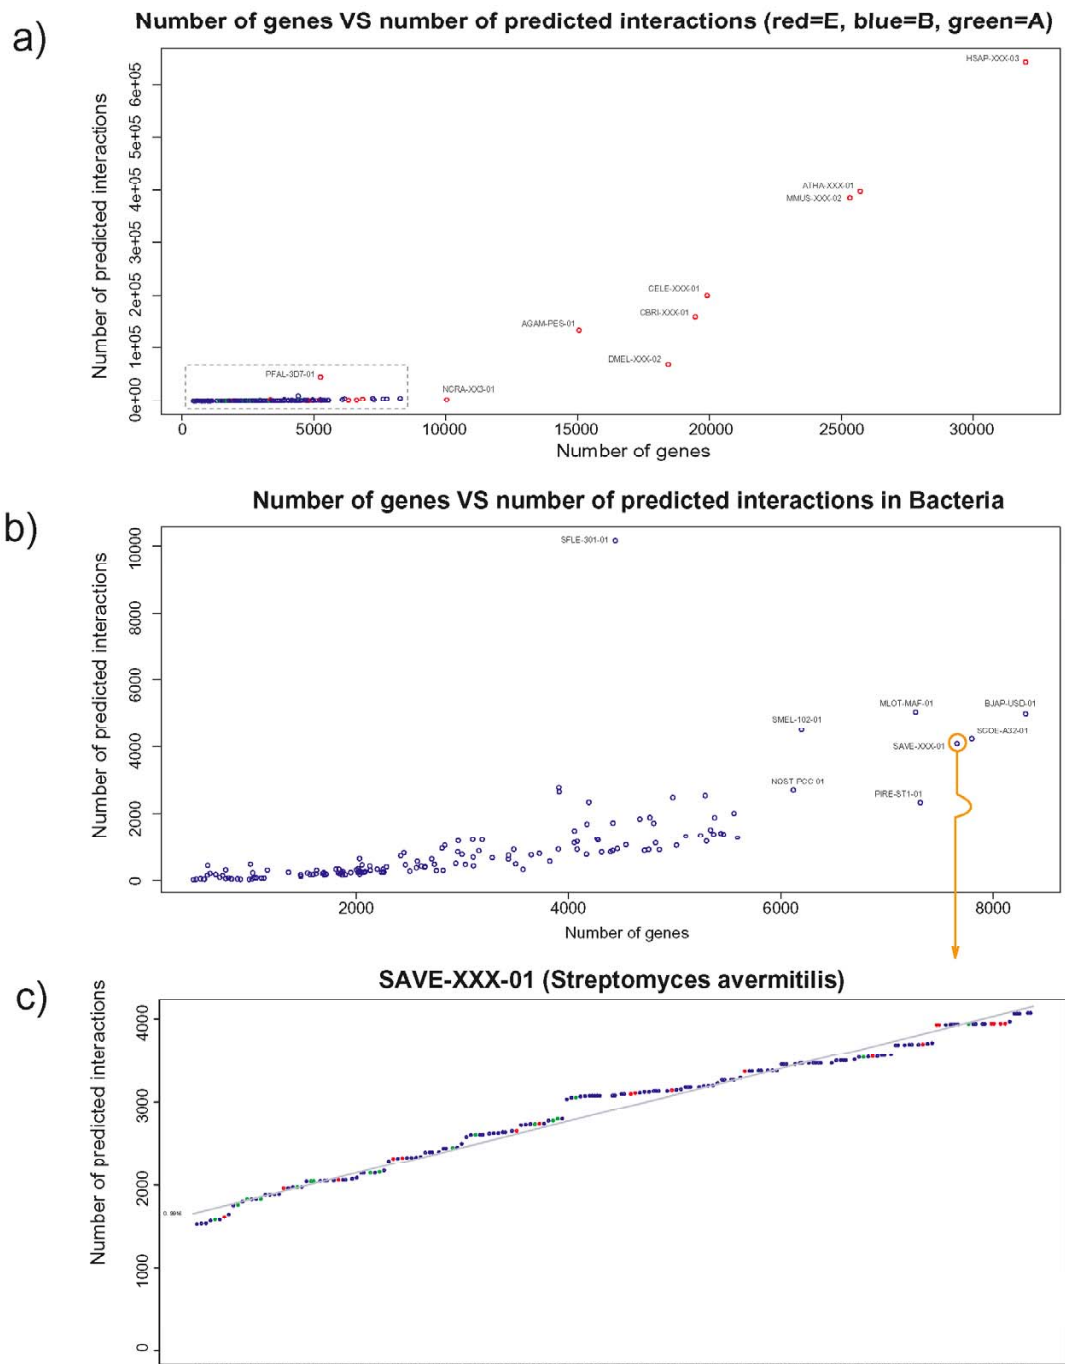 a)
Number of genes VS number of predicted interactions (red=E, blue=B, green=A)
Number of predicted interactions
6e+05
5e+05
4e+05
3e+05
2e+05
1e+05
0e+00
HSAP-XXX-03
ATHA-XXX-01
MMUS-XXX-02
CELE-XXX-01
CBRI-XXX-01
AGAM-PES-01
DMEL-XXX-02
PFAL-3D7-01
NCRA-XX3-01
0 5000 10000 15000 20000 25000 30000
Number of genes
b)
Number of genes VS number of predicted interactions in Bacteria
Number of predicted interactions
10000
8000
6000
4000
2000
0
SFLE-301-01
MLOT-MAF-01
BJAP-USD-01
SMEL-102-01
SCOE-A32-01
SAVE-XXX-01
NOST-PCC-01
PIRE-ST1-01
2000 4000 6000 8000
Number of genes
c)
SAVE-XXX-01 (Streptomyces avermitilis)
Number of predicted interactions
4000
3000
2000
1000
0